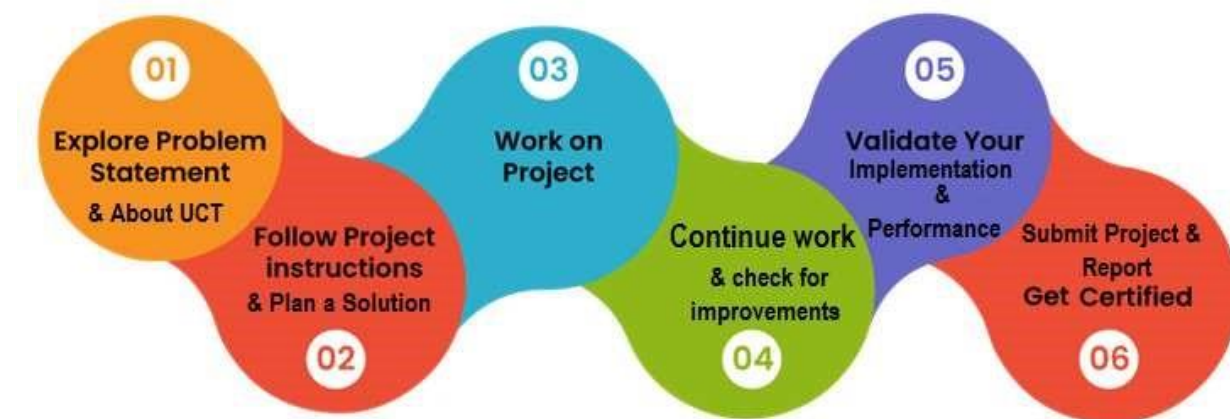 01
Explore Problem
Statement
& About UCT
Follow Project
instructions
& Plan a Solution
02
03
Work on
Project
Continue work
& check for
improvements
04
05
Validate Your
Implementation
&
Performance
Submit Project &
Report
Get Certified
06